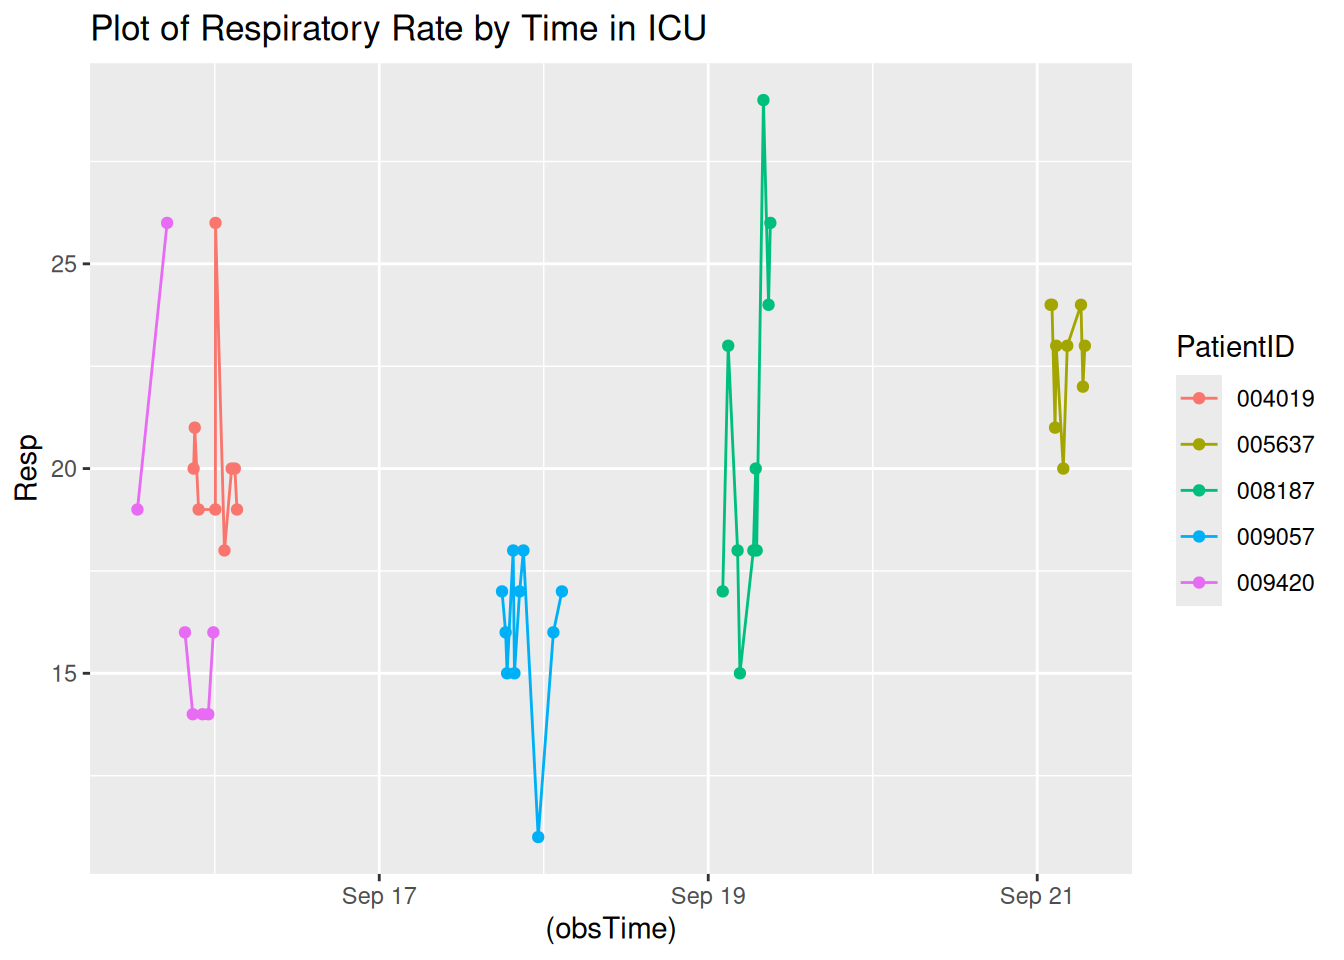 Plot of Respiratory Rate by Time in ICU
25
20
15
Resp
Sep 17
Sep 19
Sep 21
(obsTime)
PatientID
004019
005637
008187
009057
009420